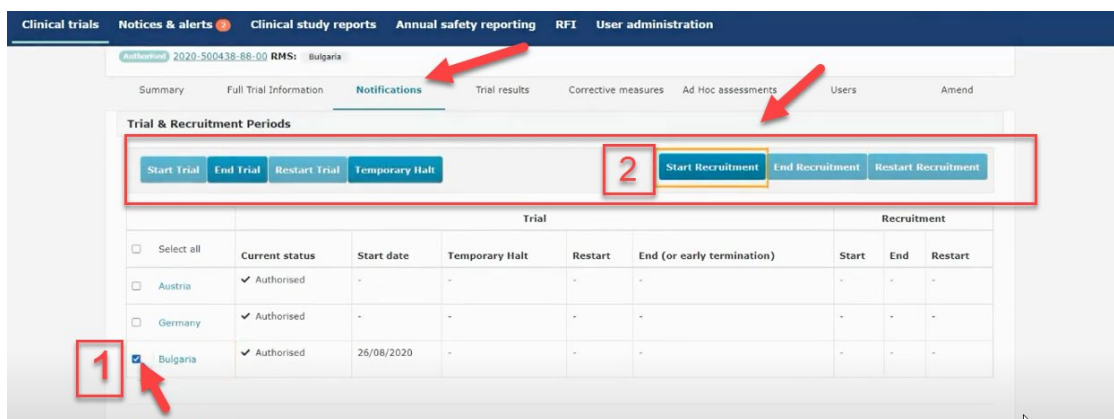 Clinical trials Notices & alerts 2 Clinical study reports Annual safety reporting RFI User administration
Authorised 2020-500438-88-00 RMS: Bulgaria
Summary Full Trial Information Notifications Trial results Corrective measures Ad Hoc assessments Users Amend
Trial & Recruitment Periods
Start Trial End Trial Restart Trial Temporary Halt 2 Start Recruitment End Recruitment Restart Recruitment
Trial Recruitment
Select all Current status Start date Temporary Halt Restart End (or early termination) Start End Restart
Austria ✓ Authorised - - - - - - -
Germany ✓ Authorised - - - - - - -
1 Bulgaria ✓ Authorised 26/08/2020 - - - - - -